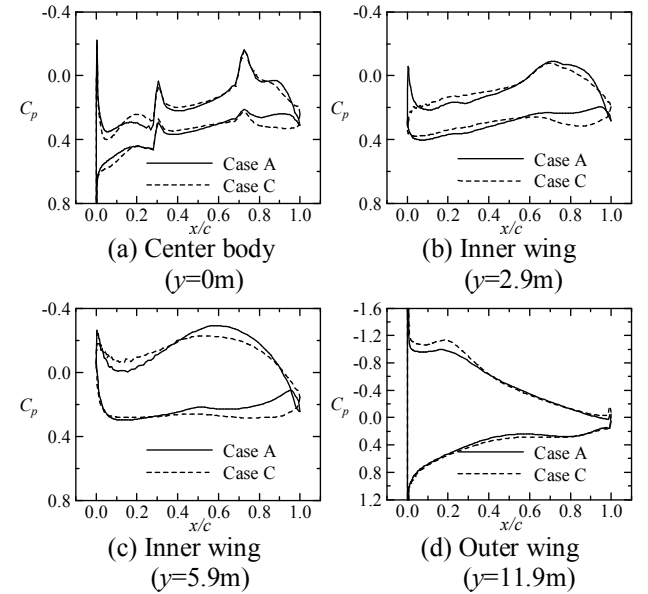 -0.4
0.0
0.4
0.8
Cp
0.0 0.2 0.4 0.6 0.8 1.0
x/c
Case A
Case C
(a) Center body
(y=0m)
-0.4
0.0
0.4
0.8
Cp
0.0 0.2 0.4 0.6 0.8 1.0
x/c
Case A
Case C
(b) Inner wing
(y=2.9m)
-0.4
0.0
0.4
0.8
Cp
0.0 0.2 0.4 0.6 0.8 1.0
x/c
Case A
Case C
(c) Inner wing
(y=5.9m)
-1.6
-1.2
-0.8
-0.4
0.0
0.4
0.8
1.2
Cp
0.0 0.2 0.4 0.6 0.8 1.0
x/c
Case A
Case C
(d) Outer wing
(y=11.9m)